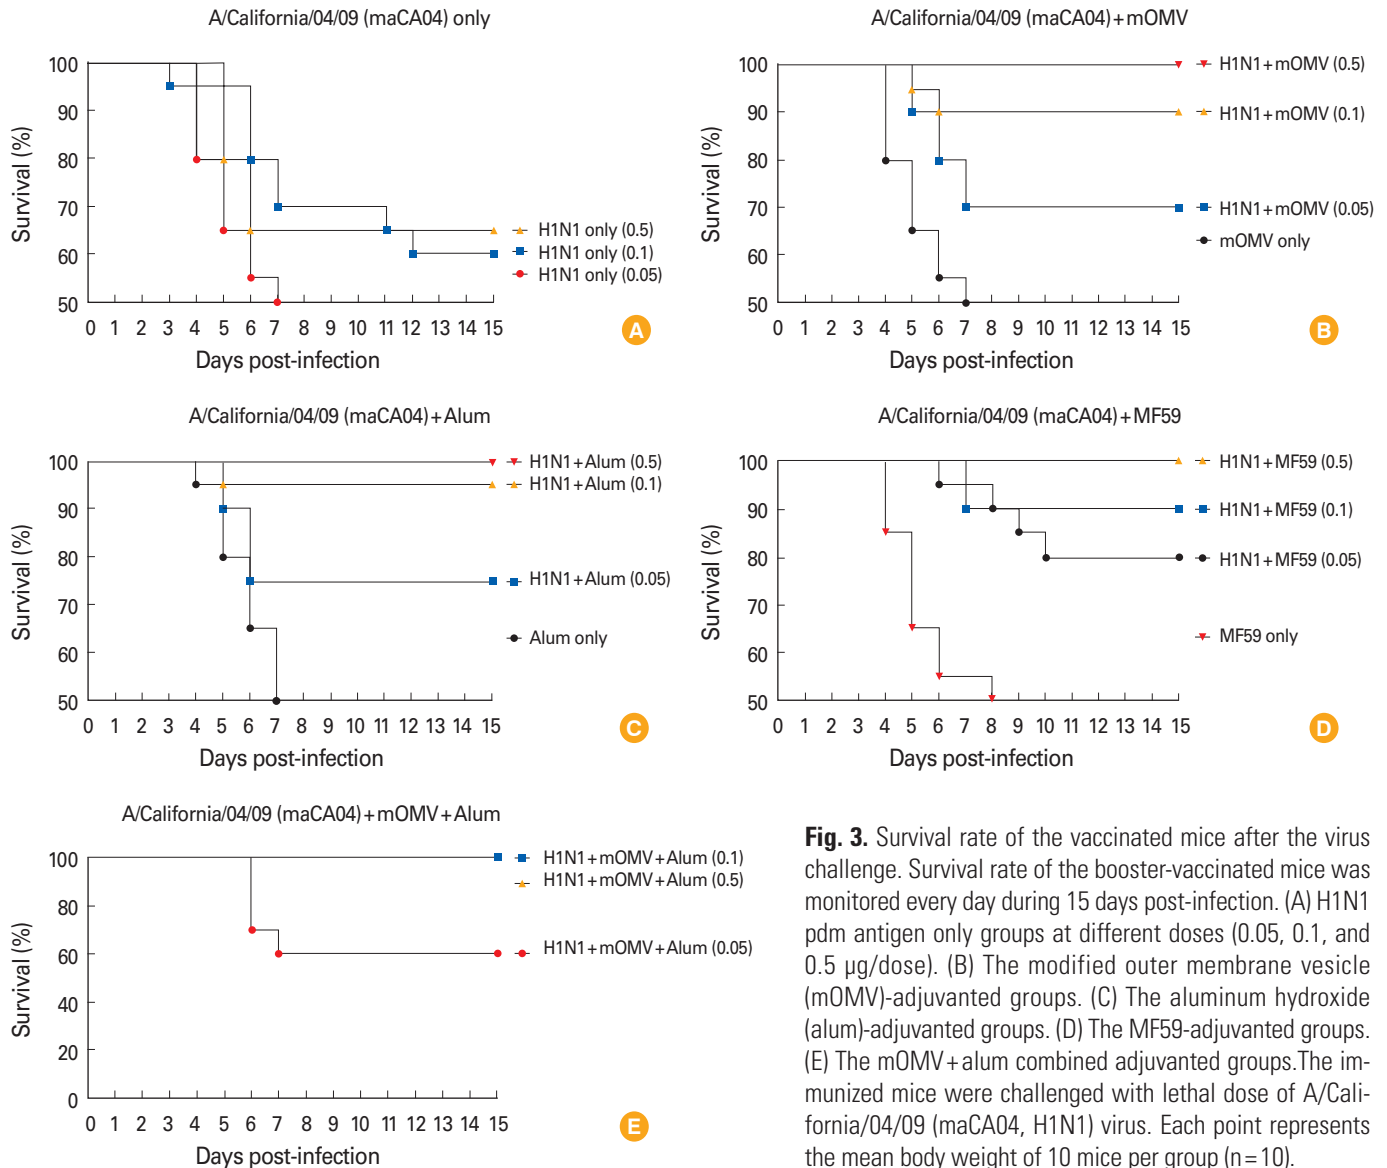 A/California/04/09 (maCA04) only
100
90
80
70
60
50
Survival (%)
0 1 2 3 4 5 6 7 8 9 10 11 12 13 14 15
Days post-infection
H1N1 only (0.5)
H1N1 only (0.1)
H1N1 only (0.05)
A
A/California/04/09 (maCA04)+mOMV
100
90
80
70
60
50
Survival (%)
0 1 2 3 4 5 6 7 8 9 10 11 12 13 14 15
Days post-infection
H1N1+mOMV (0.5)
H1N1+mOMV (0.1)
H1N1+mOMV (0.05)
mOMV only
B
A/California/04/09 (maCA04)+Alum
100
90
80
70
60
50
Survival (%)
0 1 2 3 4 5 6 7 8 9 10 11 12 13 14 15
Days post-infection
H1N1+Alum (0.5)
H1N1+Alum (0.1)
H1N1+Alum (0.05)
Alum only
C
A/California/04/09 (maCA04)+MF59
100
90
80
70
60
50
Survival (%)
0 1 2 3 4 5 6 7 8 9 10 11 12 13 14 15
Days post-infection
H1N1+MF59 (0.5)
H1N1+MF59 (0.1)
H1N1+MF59 (0.05)
MF59 only
D
A/California/04/09 (maCA04)+mOMV+Alum
100
80
60
40
20
0
Survival (%)
0 1 2 3 4 5 6 7 8 9 10 11 12 13 14 15
Days post-infection
H1N1+mOMV+Alum (0.1)
H1N1+mOMV+Alum (0.5)
H1N1+mOMV+Alum (0.05)
E
Fig. 3. Survival rate of the vaccinated mice after the virus
challenge. Survival rate of the booster-vaccinated mice was
monitored every day during 15 days post-infection. (A) H1N1
pdm antigen only groups at different doses (0.05, 0.1, and
0.5 μg/dose). (B) The modified outer membrane vesicle
(mOMV)-adjuvanted groups. (C) The aluminum hydroxide
(alum)-adjuvanted groups. (D) The MF59-adjuvanted groups.
(E) The mOMV+alum combined adjuvanted groups.The im-
munized mice were challenged with lethal dose of A/Cali-
fornia/04/09 (maCA04, H1N1) virus. Each point represents
the mean body weight of 10 mice per group (n=10).